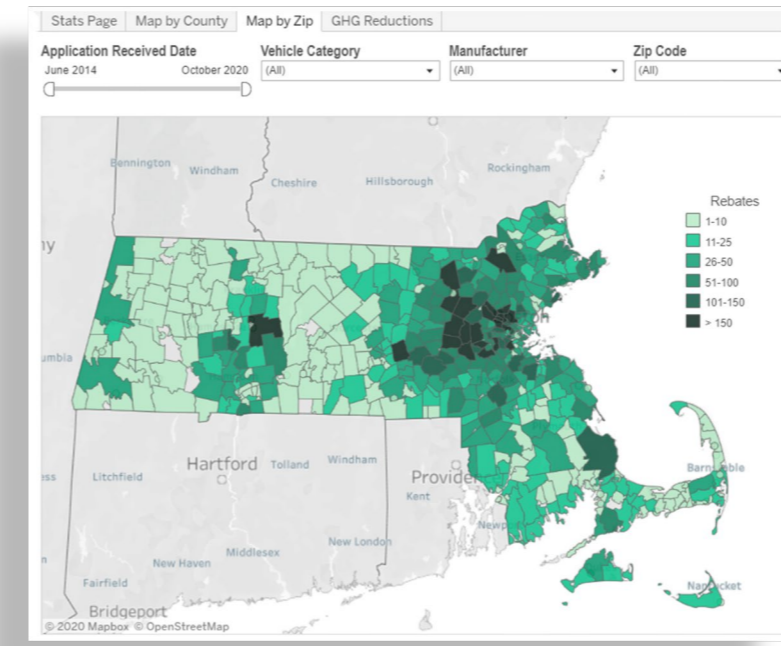 Stats Page Map by County Map by Zip GHG Reductions
Application Received Date Vehicle Category Manufacturer Zip Code
June 2014 October 2020 (All) (All) (All)
Bennington Windham Cheshire Hillsborough Rockingham
Rebates
1-10
11-25
26-50
51-100
101-150
> 150
Hartford Tolland Windham
Litchfield
Kent
New London
Middlesex
New Haven
Fairfield
Nantucket
Bridgeport
© 2020 Mapbox © OpenStreetMap